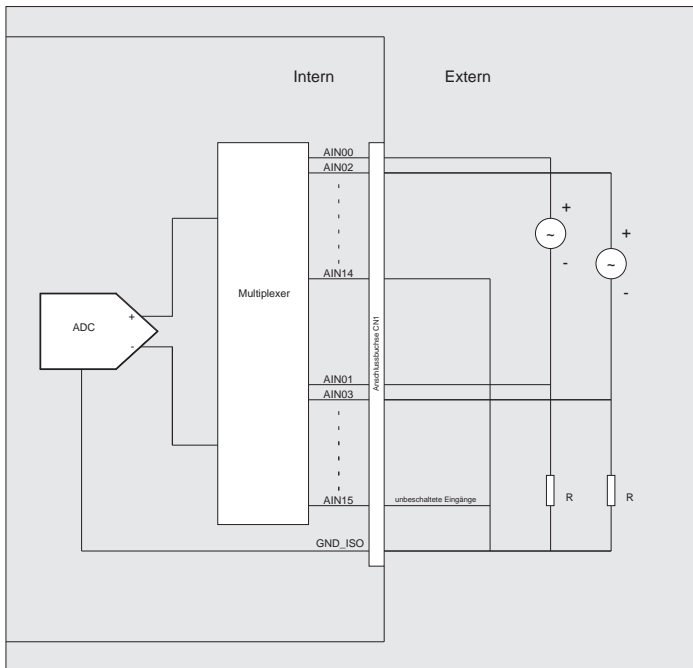 Intern
Extern
AIN00
AIN02
+
~
-
+
~
-
AIN14
Multiplexer
ADC
+
-
Anschlussbuchse CN1
AIN01
AIN03
AIN15
unbeschaltete Eingänge
R
R
GND_ISO